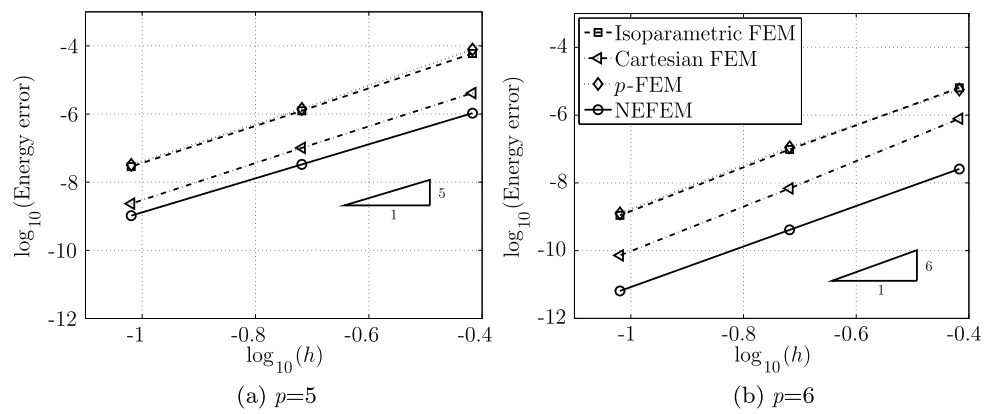 log10(Energy error)
-4
-6
-8
-10
-12
-1
-0.8
-0.6
-0.4
log10(h)
5
1
(a) p=5
log10(Energy error)
-4
-6
-8
-10
-12
-1
-0.8
-0.6
-0.4
log10(h)
Isoparametric FEM
Cartesian FEM
p-FEM
NEFEM
6
1
(b) p=6